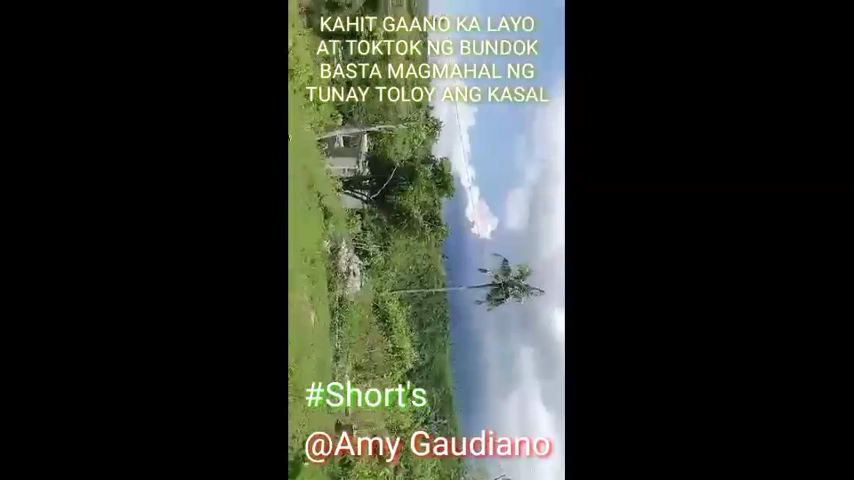 KAHIT GAANO KA LAYO
AT TOKTOK NG BUNDOK
BASTA MAGMAHAL NG
TUNAY TOLOY ANG KASAL
#Short's
@Amy Gaudiano